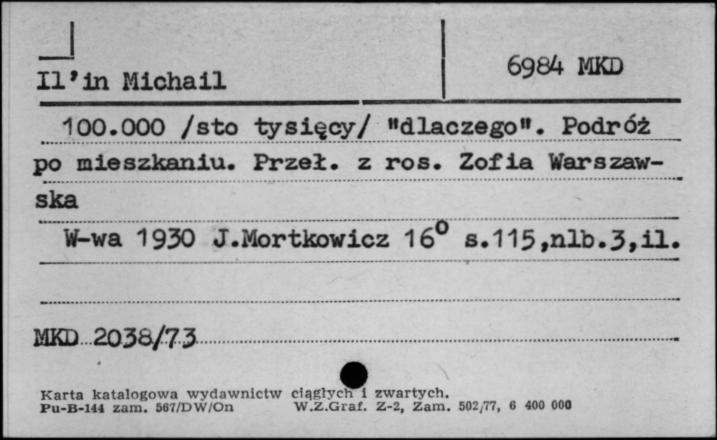 6984 MKD
Il'in Michail
100.000 /sto tysięcy/ "dlaczego". Podróż
po mieszkaniu. Przeł. z ros. Zofia Warszaw-
ska
W-wa 1930 J.Mortkowicz 16° s.115,nlb.3,il.
MKD 2038/73
Karta katalogowa wydawnictw ciągłych i zwartych.
Pu-B-144 zam. 567/DW/On W.Z.Graf. Z-2, Zam. 502/77, 6 400 000